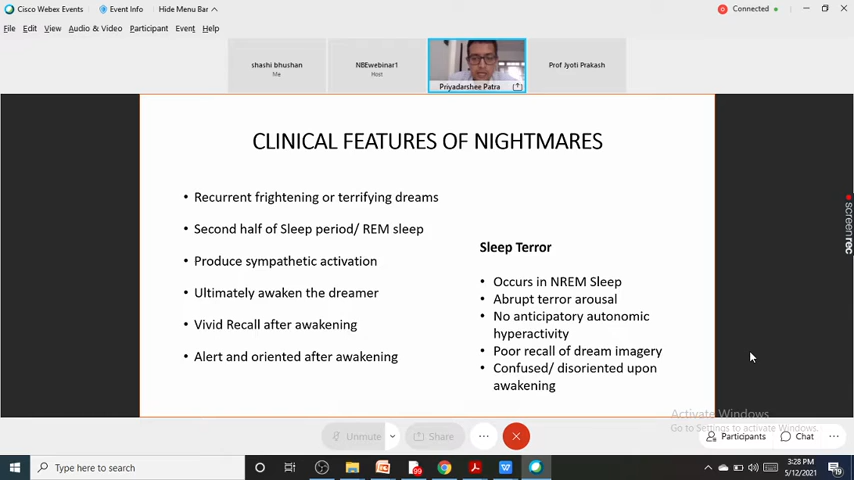 Cisco Webex Events
Event Info
Hide Menu Bar
Connected
File Edit View Audio & Video Participant Event Help
shashi bhushan
Me
NBEwebinar1
Host
Priyadarshee Patra
Prof Jyoti Prakash
CLINICAL FEATURES OF NIGHTMARES
• Recurrent frightening or terrifying dreams
• Second half of Sleep period/ REM sleep
• Produce sympathetic activation
• Ultimately awaken the dreamer
• Vivid Recall after awakening
• Alert and oriented after awakening
Sleep Terror
• Occurs in NREM Sleep
• Abrupt terror arousal
• No anticipatory autonomic
hyperactivity
• Poor recall of dream imagery
• Confused/ disoriented upon
awakening
screenrec
Activate Windows
Go to Settings to activate Windows.
Unmute
Share
Participants
Chat
Type here to search
99
3:28 PM
5/12/2021
19